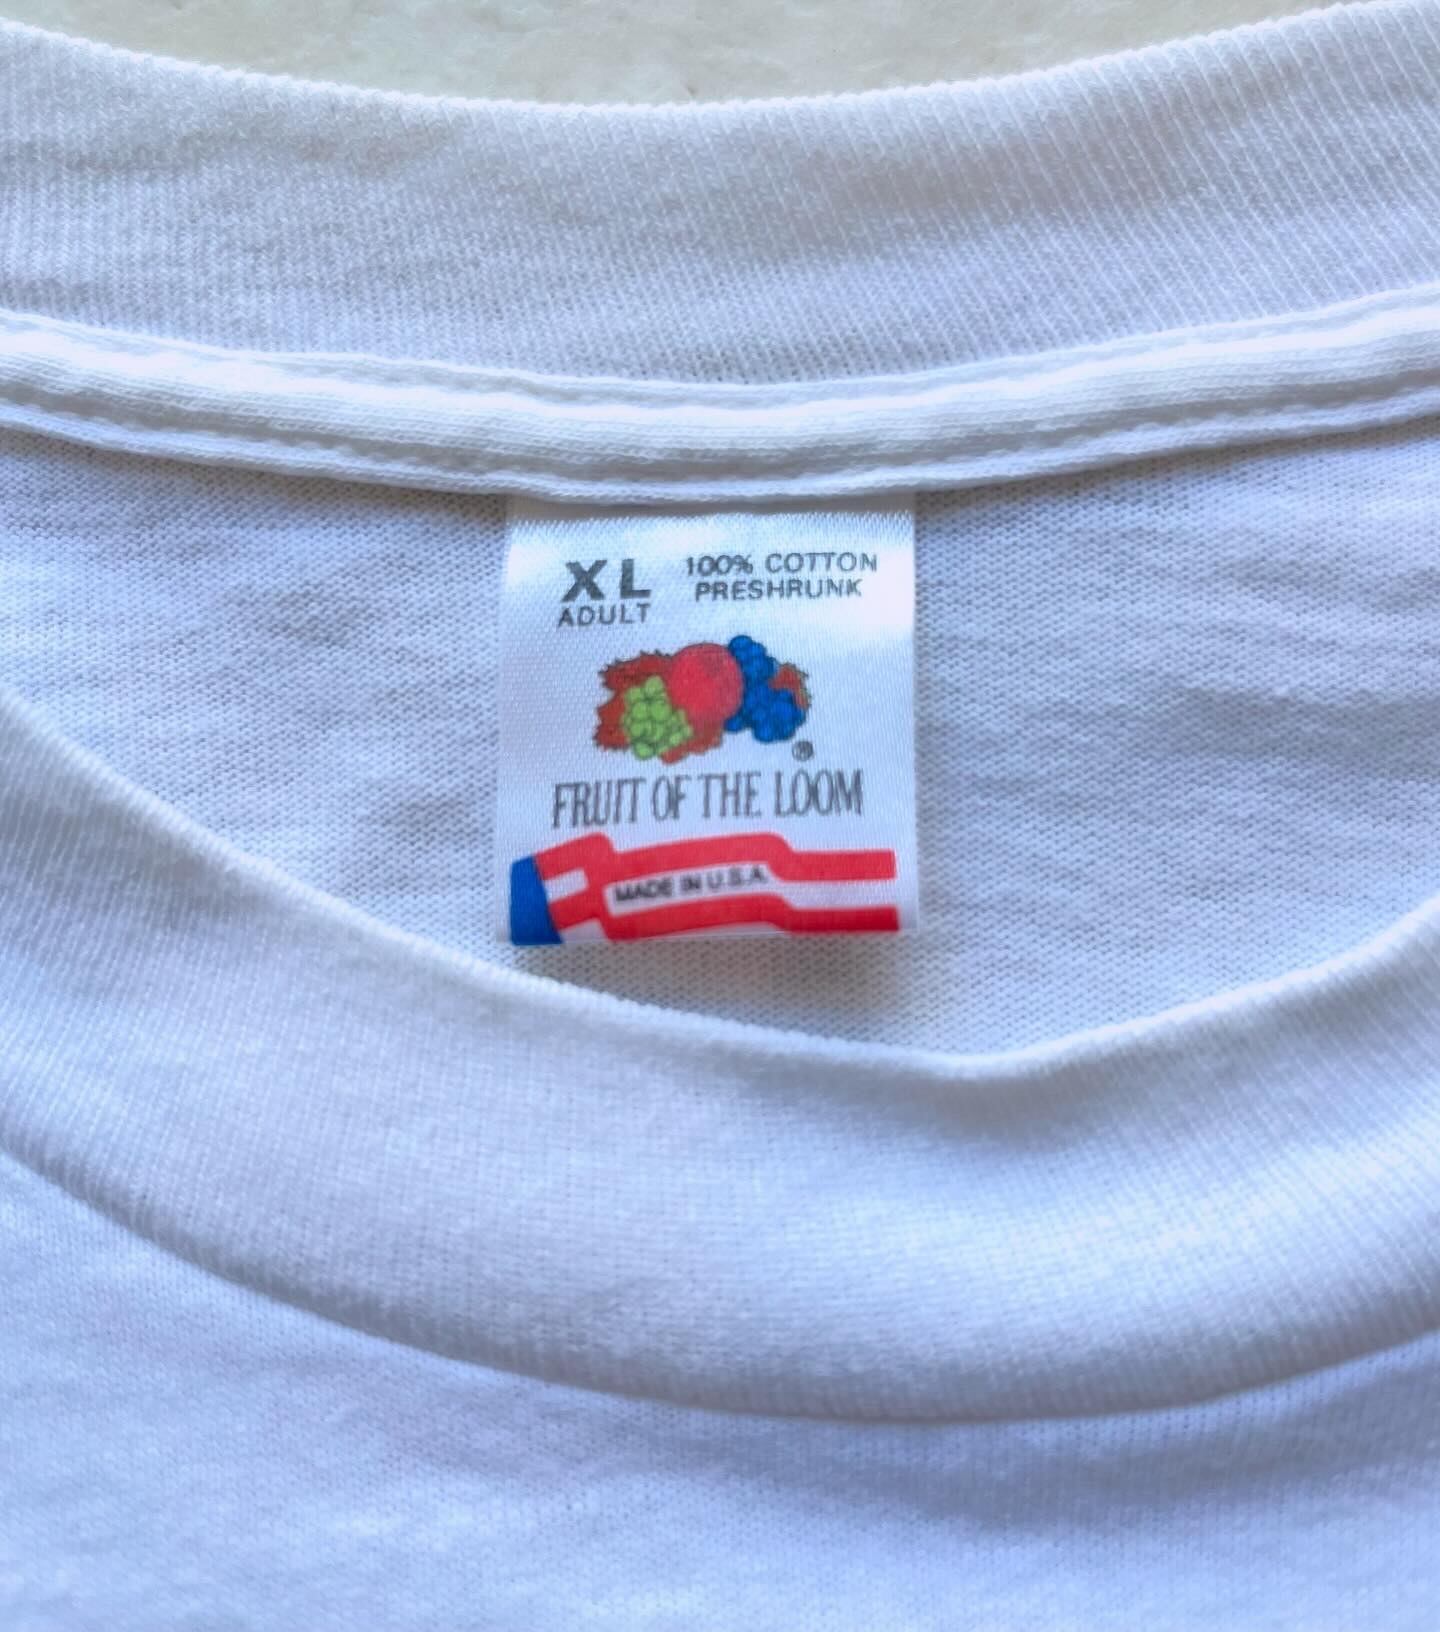 XL
ADULT
100% COTTON
PRESHRUNK
®
FRUIT OF THE LOOM
MADE IN U.S.A.